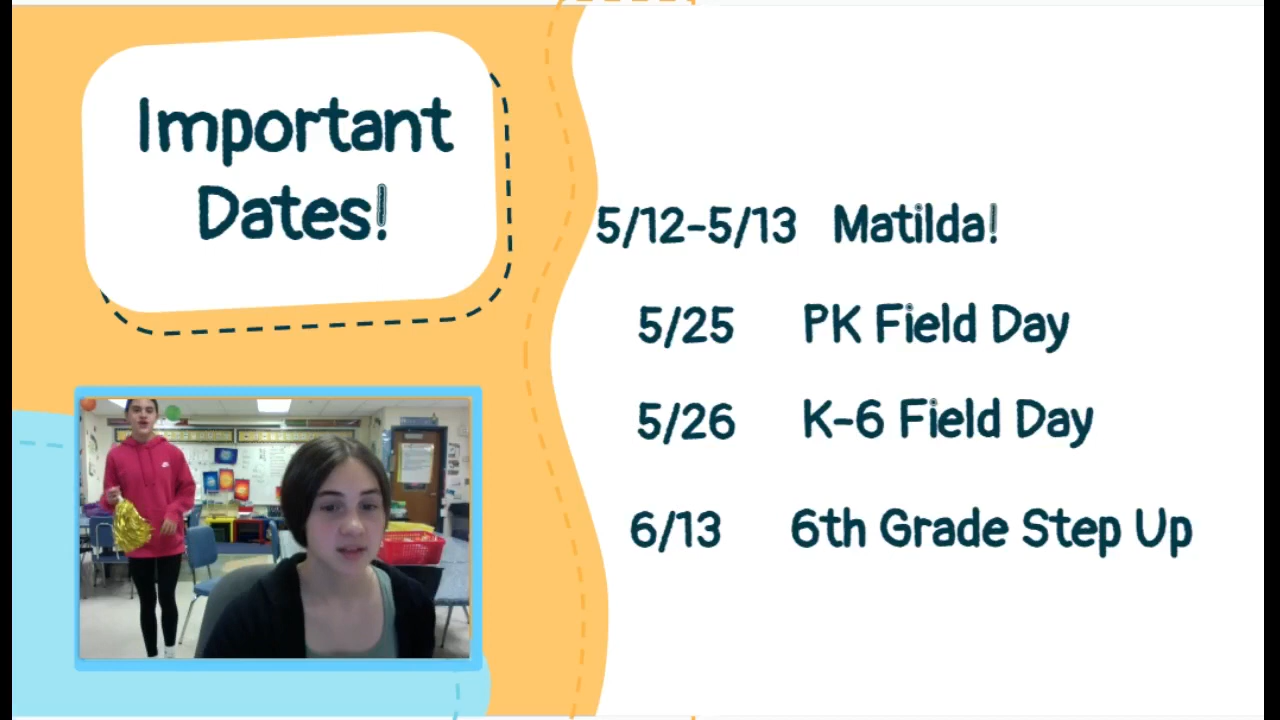 Important
Dates!
5/12-5/13 Matilda!
5/25 PK Field Day
5/26 K-6 Field Day
6/13 6th Grade Step Up